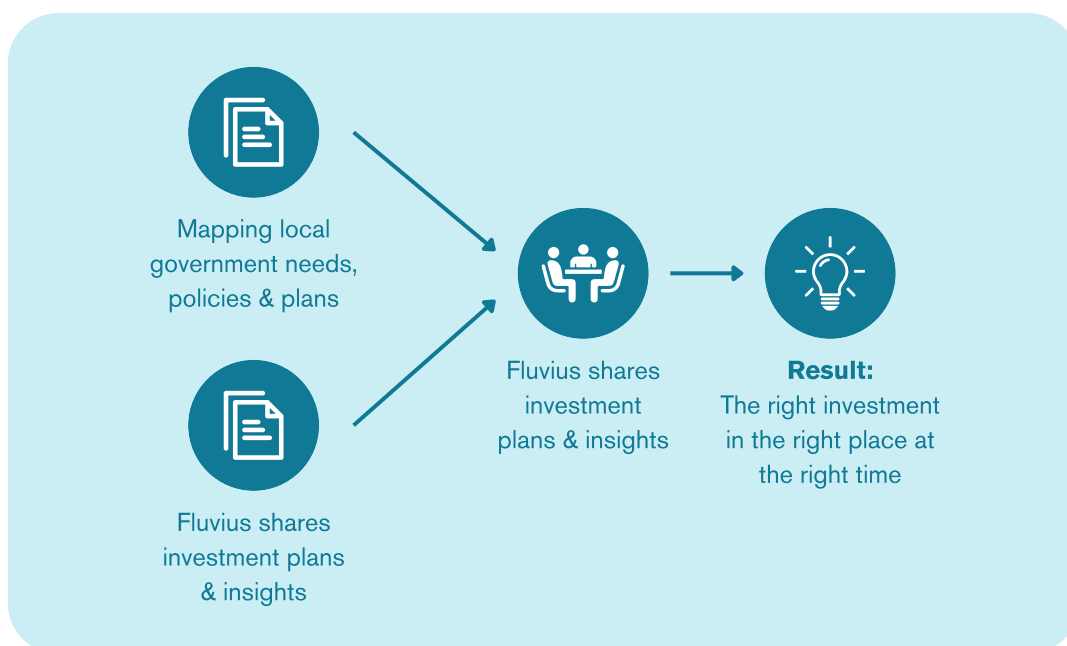 Mapping local
government needs,
policies & plans
Fluvius shares
investment plans
& insights
Fluvius shares
investment
plans & insights
Result:
The right investment
in the right place at
the right time